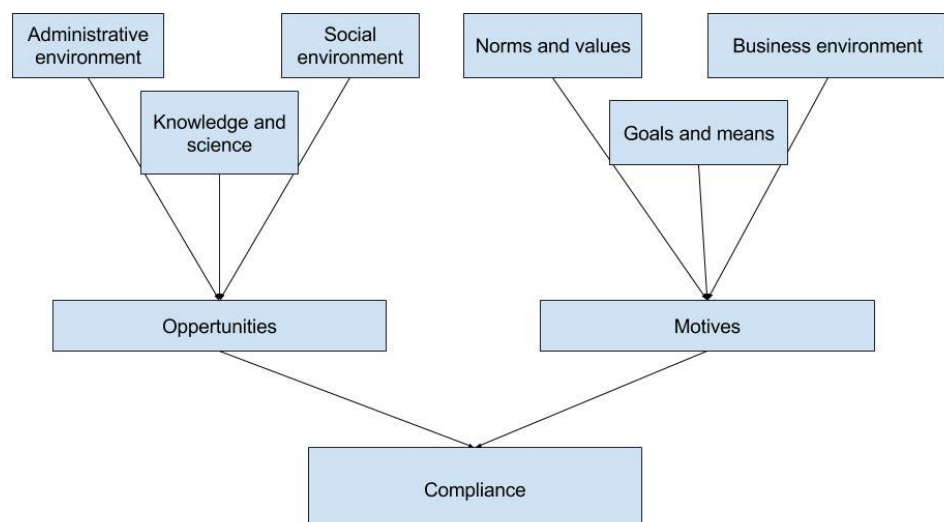 Administrative
environment
Social
environment
Norms and values
Business environment
Knowledge and
science
Goals and means
Oppertunities
Motives
Compliance